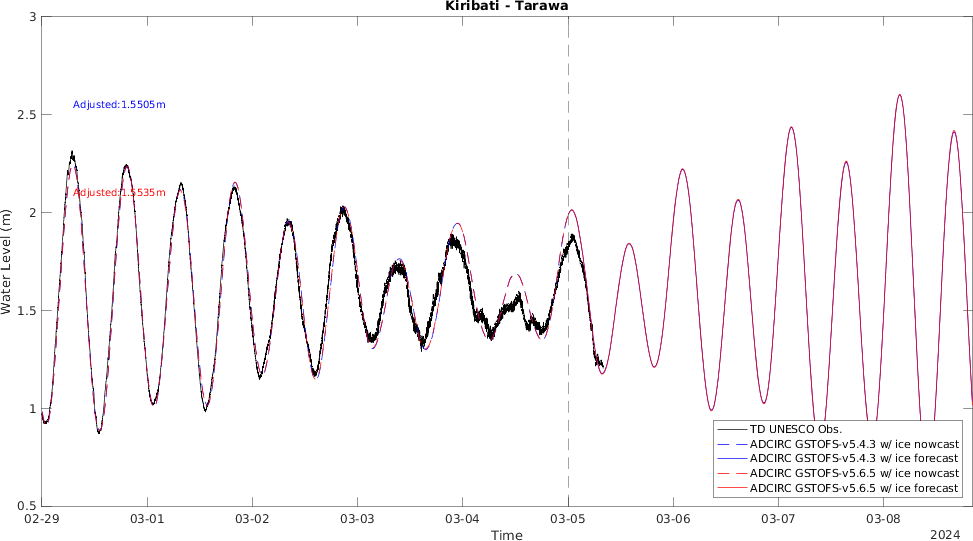 Kiribati - Tarawa
3
2.5
2
1.5
1
0.5
Water Level (m)
Adjusted:1.5505m
Adjusted:1.5535m
TD UNESCO Obs.
ADCIRC GSTOFS-v5.4.3 w/ ice nowcast
ADCIRC GSTOFS-v5.4.3 w/ ice forecast
ADCIRC GSTOFS-v5.6.5 w/ ice nowcast
ADCIRC GSTOFS-v5.6.5 w/ ice forecast
02-29 03-01 03-02 03-03 03-04 03-05 03-06 03-07 03-08
Time
2024